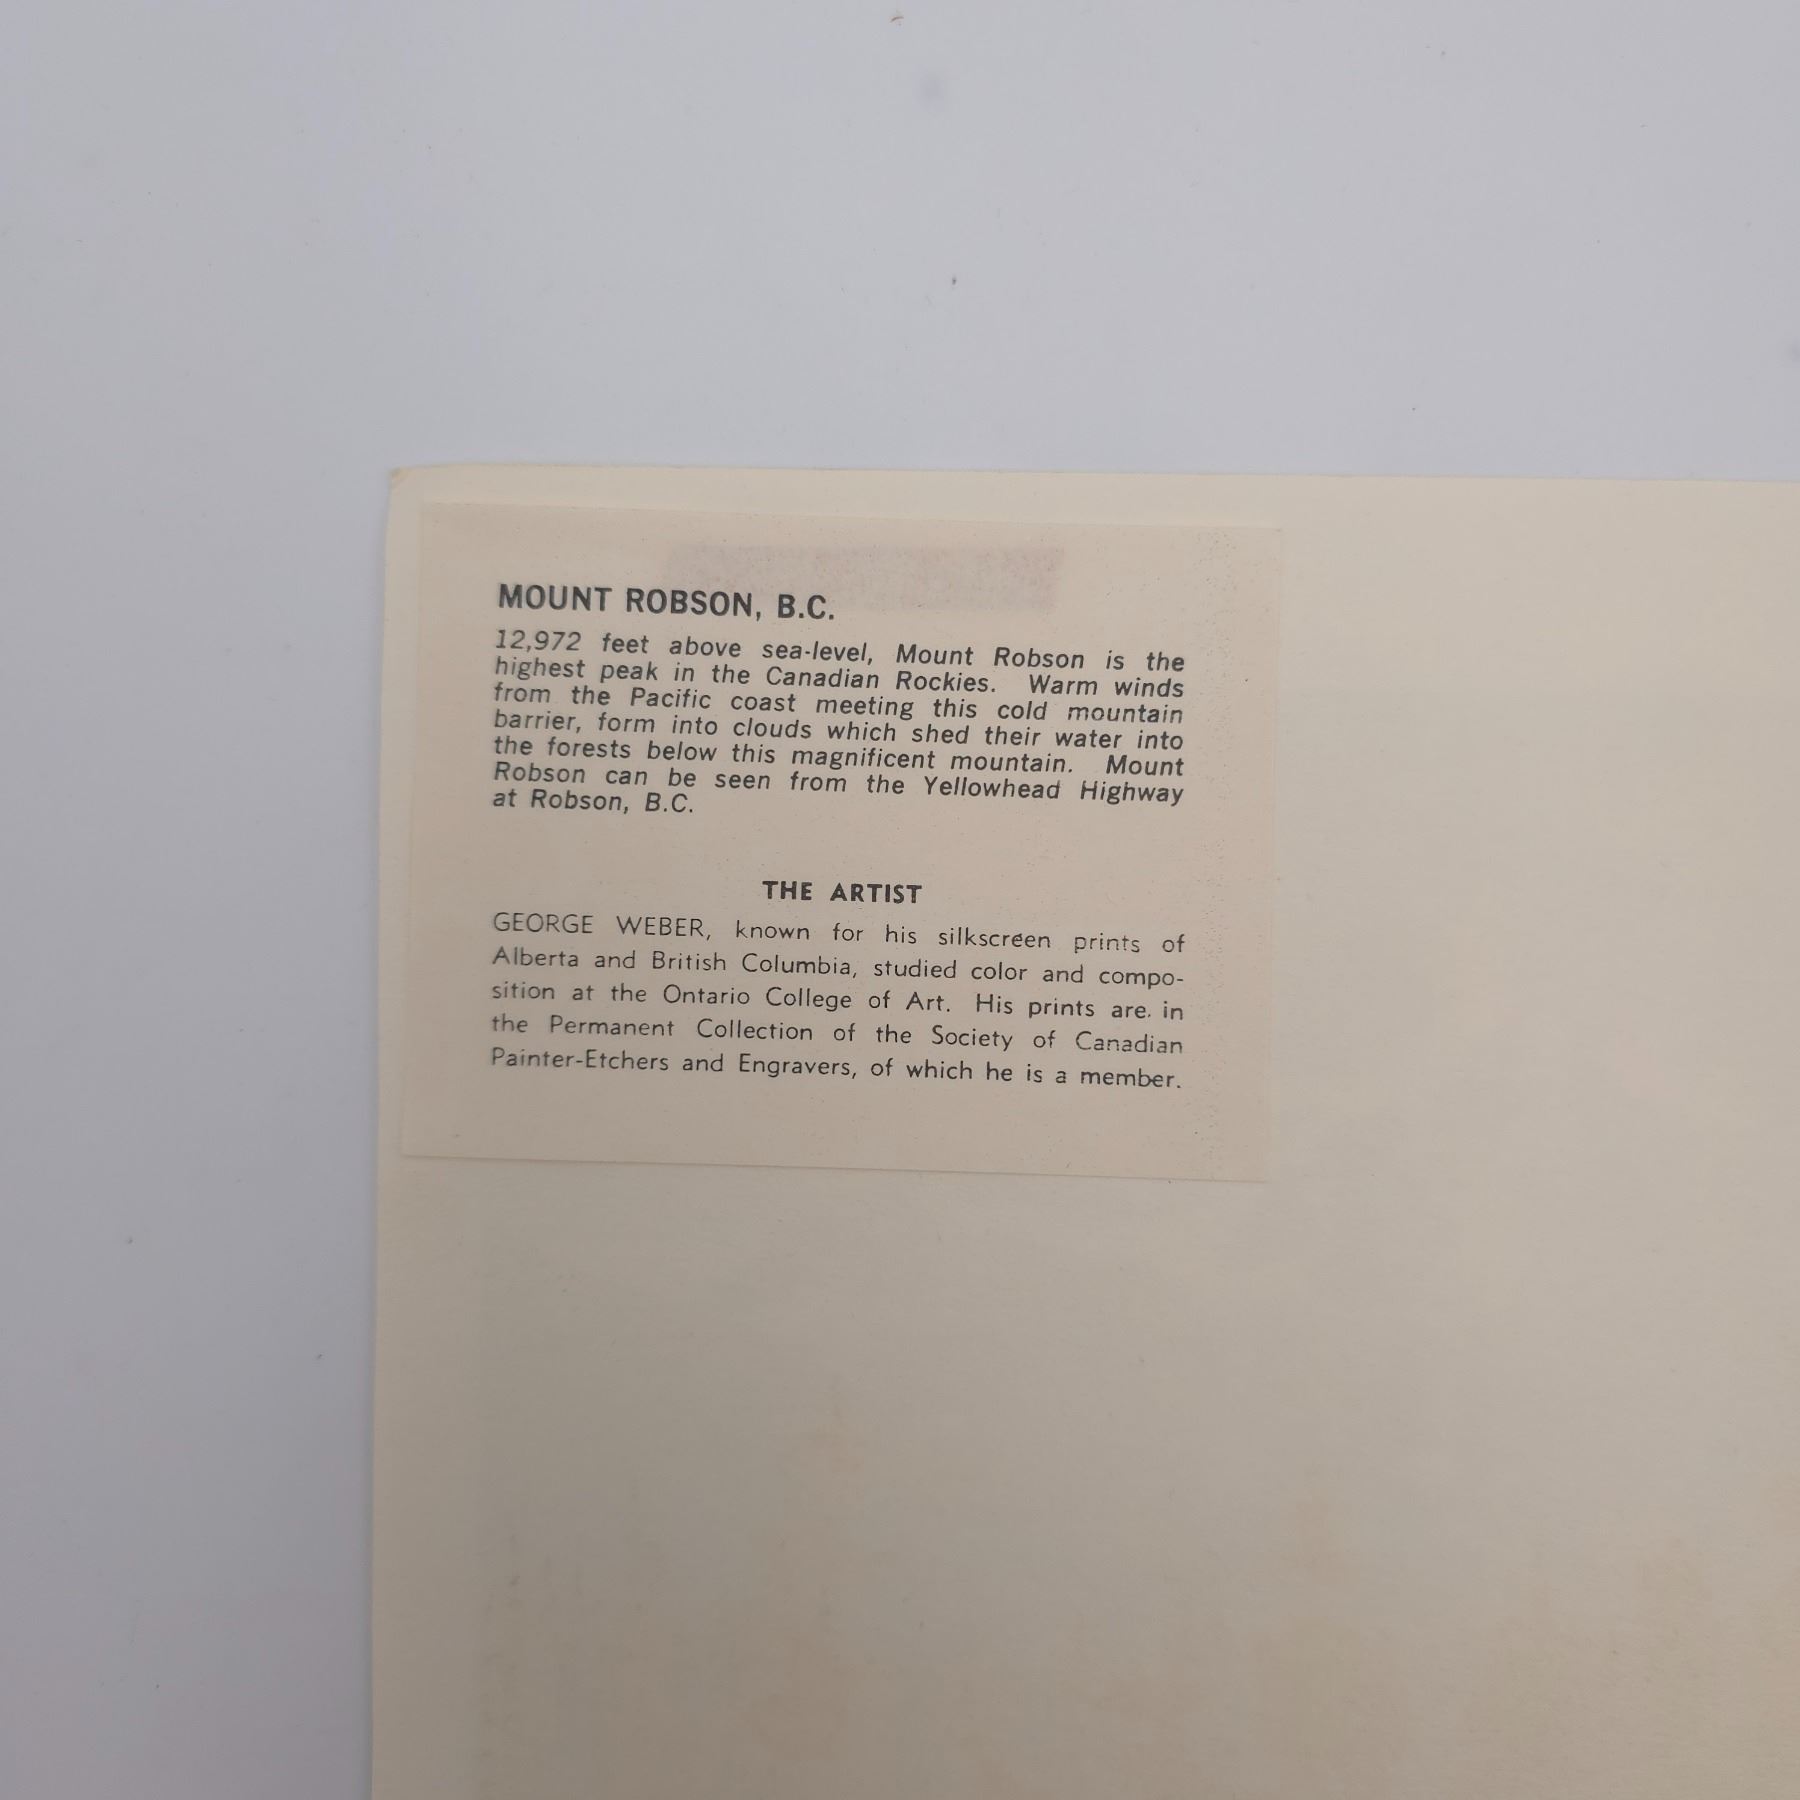 MOUNT ROBSON, B.C.
12,972 feet above sea-level, Mount Robson is the
highest peak in the Canadian Rockies. Warm winds
from the Pacific coast meeting this cold mountain
barrier, form into clouds which shed their water into
the forests below this magnificent mountain. Mount
Robson can be seen from the Yellowhead Highway
at Robson, B.C.
THE ARTIST
GEORGE WEBER, known for his silkscreen prints of
Alberta and British Columbia, studied color and compo-
sition at the Ontario College of Art. His prints are. in
the Permanent Collection of the Society of Canadian
Painter-Etchers and Engravers, of which he is a member.